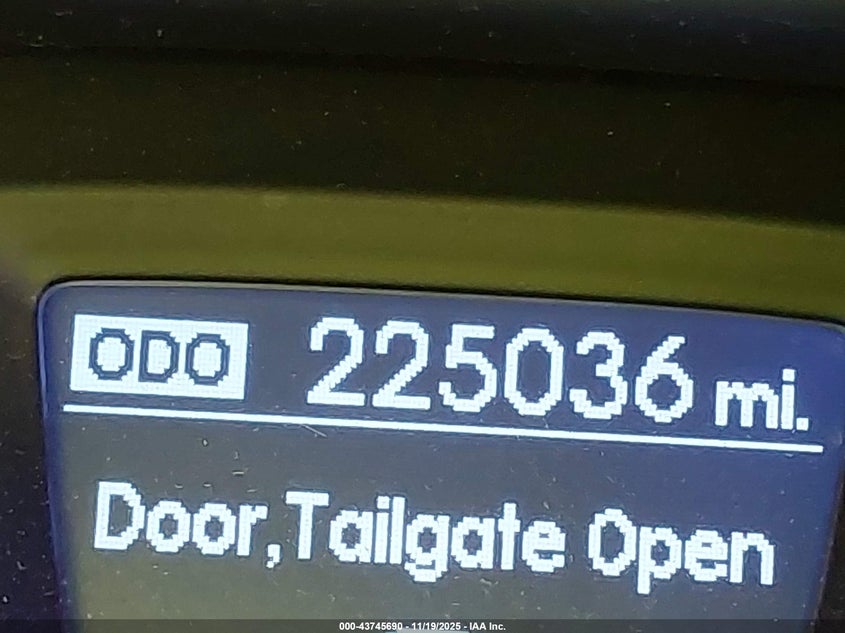 ODO 225036 mi.
Door,Tailgate Open
000-43745690 - 11/19/2025 - IAA Inc.